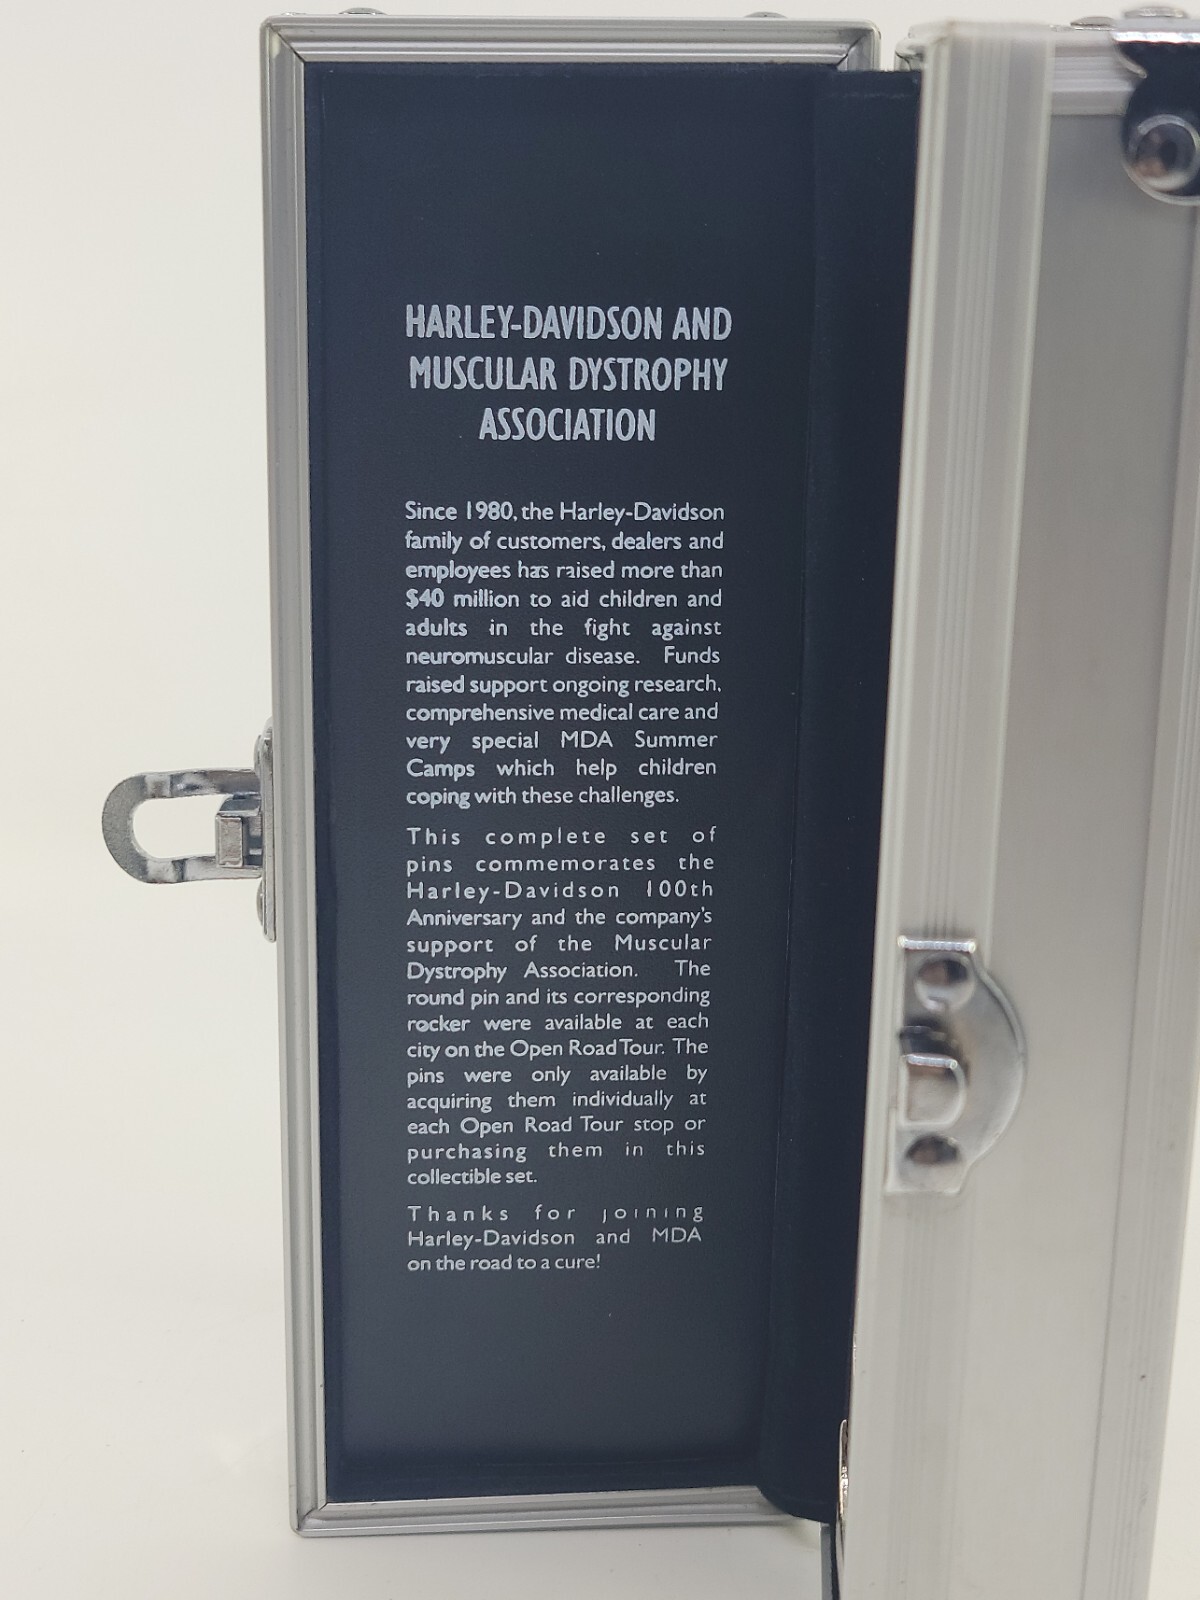 HARLEY-DAVIDSON AND
MUSCULAR DYSTROPHY
ASSOCIATION
Since 1980, the Harley-Davidson
family of customers, dealers and
employees has raised more than
$40 million to aid children and
adults in the fight against
neuromuscular disease. Funds
raised support ongoing research,
comprehensive medical care and
very special MDA Summer
Camps which help children
coping with these challenges.
This complete set of
pins commemorates the
Harley-Davidson 100th
Anniversary and the company's
support of the Muscular
Dystrophy Association. The
round pin and its corresponding
rocker were available at each
city on the Open Road Tour. The
pins were only available by
acquiring them individually at
each Open Road Tour stop or
purchasing them in this
collectible set.
Thanks for joining
Harley-Davidson and MDA
on the road to a cure!